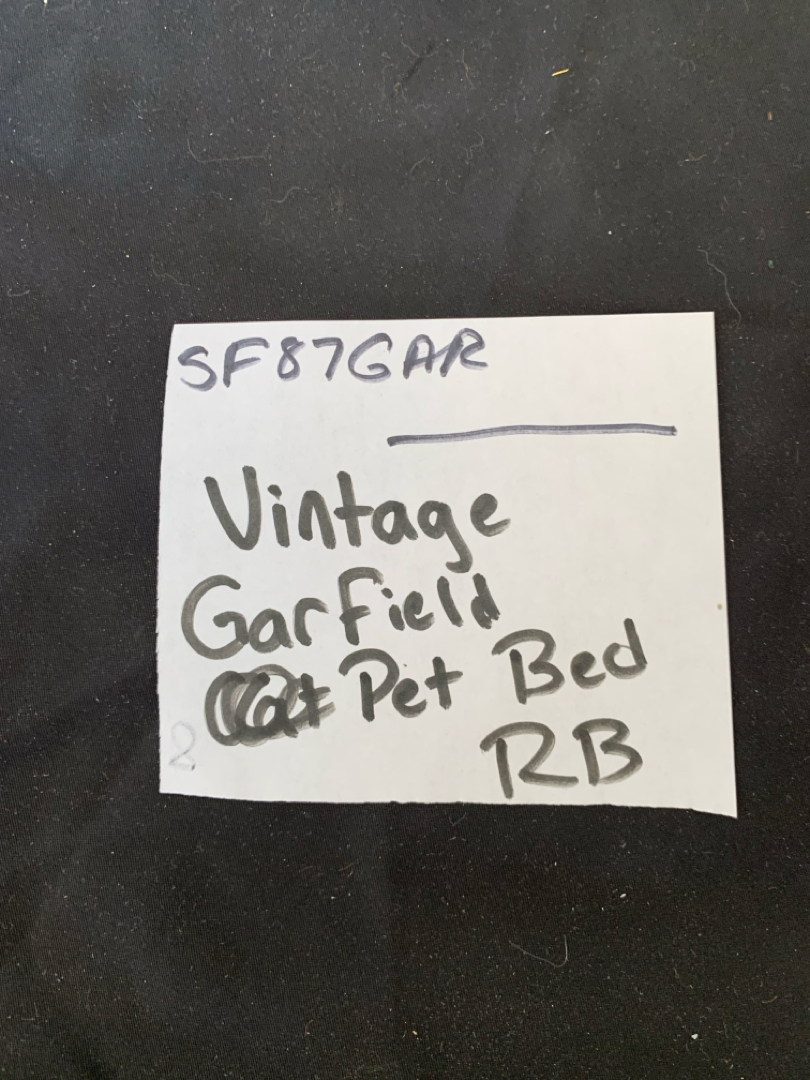 SF87GAR
Vintage
Garfield
Pet Bed
RB